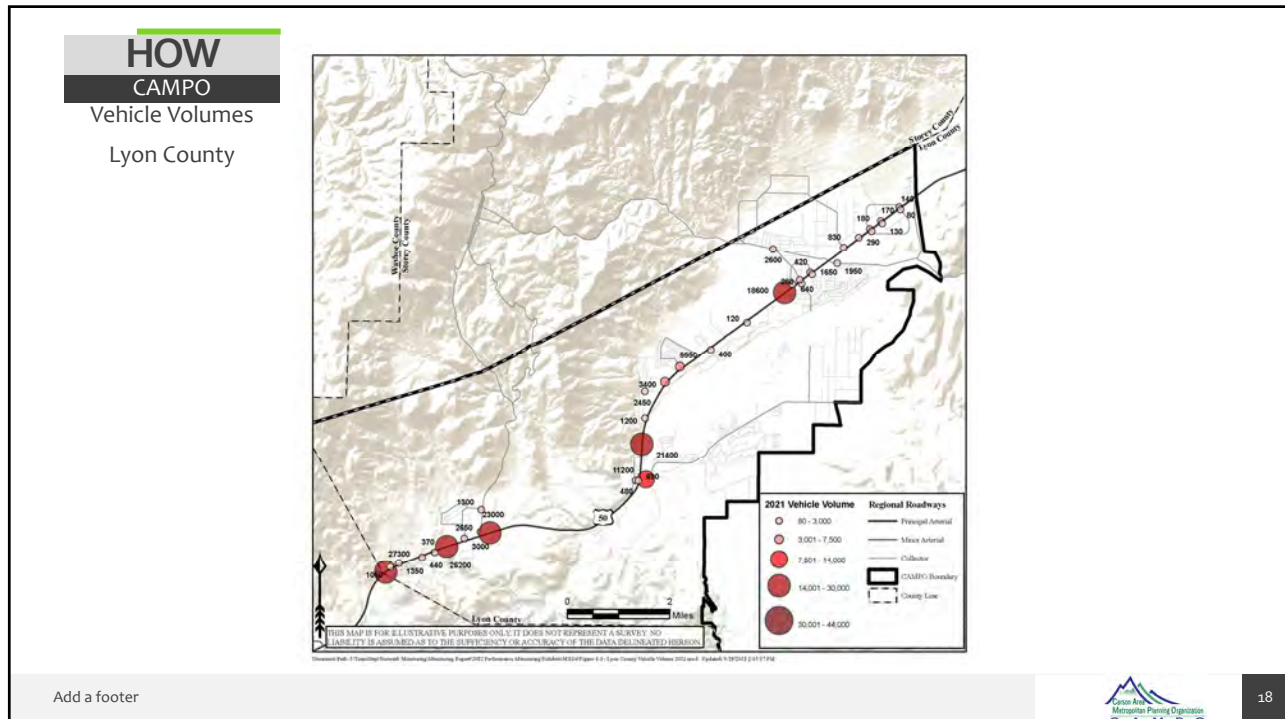 HOW
CAMPO
Vehicle Volumes
Lyon County
Storey County
Lyon County
Washoe County
Storey County
140
170
80
180
130
830
290
2600
420
1650
1950
640
18600
120
400
3400
2450
1200
21400
11200
480
50
1300
23000
2650
3000
370
27300
440
26200
1350
Lyon County
0 2
Miles
THIS MAP IS FOR ILLUSTRATIVE PURPOSES ONLY. IT DOES NOT REPRESENT A SURVEY. NO
LIABILITY IS ASSUMED AS TO THE SUFFICIENCY OR ACCURACY OF THE DATA DELINEATED HEREON.
2021 Vehicle Volume
80 - 3,000
3,001 - 7,500
7,501 - 14,000
14,001 - 30,000
30,001 - 44,000
Regional Roadways
Principal Arterial
Minor Arterial
Collector
CAMPO Boundary
County Line
Add a footer
Carson Area
Metropolitan Planning Organization
18